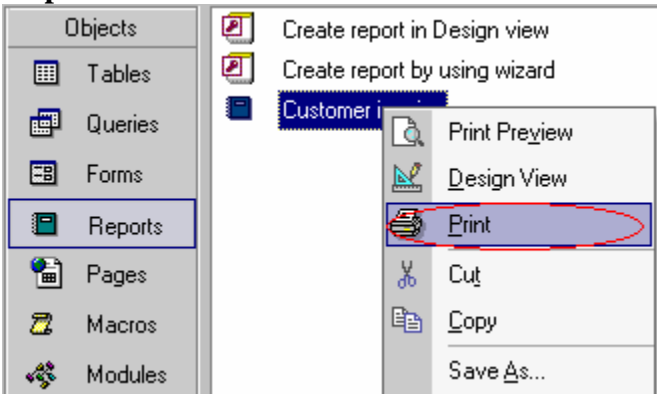 Objects
Tables
Queries
Forms
Reports
Pages
Macros
Modules
Create report in Design view
Create report by using wizard
Customer
Print Preview
Design View
Print
Cut
Copy
Save As...